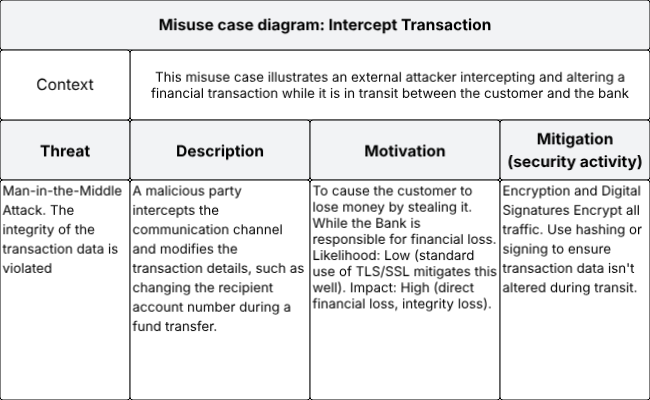 Misuse case diagram: Intercept Transaction
Context
This misuse case illustrates an external attacker intercepting and altering a
financial transaction while it is in transit between the customer and the bank
Threat
Description
Motivation
Mitigation
(security activity)
Man-in-the-Middle
Attack. The
integrity of the
transaction data is
violated
A malicious party
intercepts the
communication channel
and modifies the
transaction details, such as
changing the recipient
account number during a
fund transfer.
To cause the customer to
lose money by stealing it.
While the Bank is
responsible for financial loss.
Likelihood: Low (standard
use of TLS/SSL mitigates this
well). Impact: High (direct
financial loss, integrity loss).
Encryption and Digital
Signatures Encrypt all
traffic. Use hashing or
signing to ensure
transaction data isn't
altered during transit.